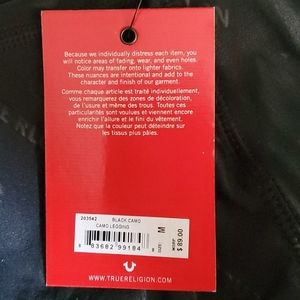 Because we individually distress each item, you
will notice areas of fading, wear, and even holes.
Color may transfer onto lighter fabrics.
These nuances are intentional and add to the
character and finish of our garment.
Comme chaque article est traité individuellement,
vous remarquerez des zones de décoloration,
de l'usure et même des trous. Toutes ces
particularités sont voulues et viennent encore
enrichir l'allure et le fini du vêtement.
Notez que la couleur peut déteindre sur
les tissus plus pâles.
203542 BLACK CAMO
CAMO LEGGING
SIZE: M
MSRP $ 89.00
WWW.TRUERELIGION.COM